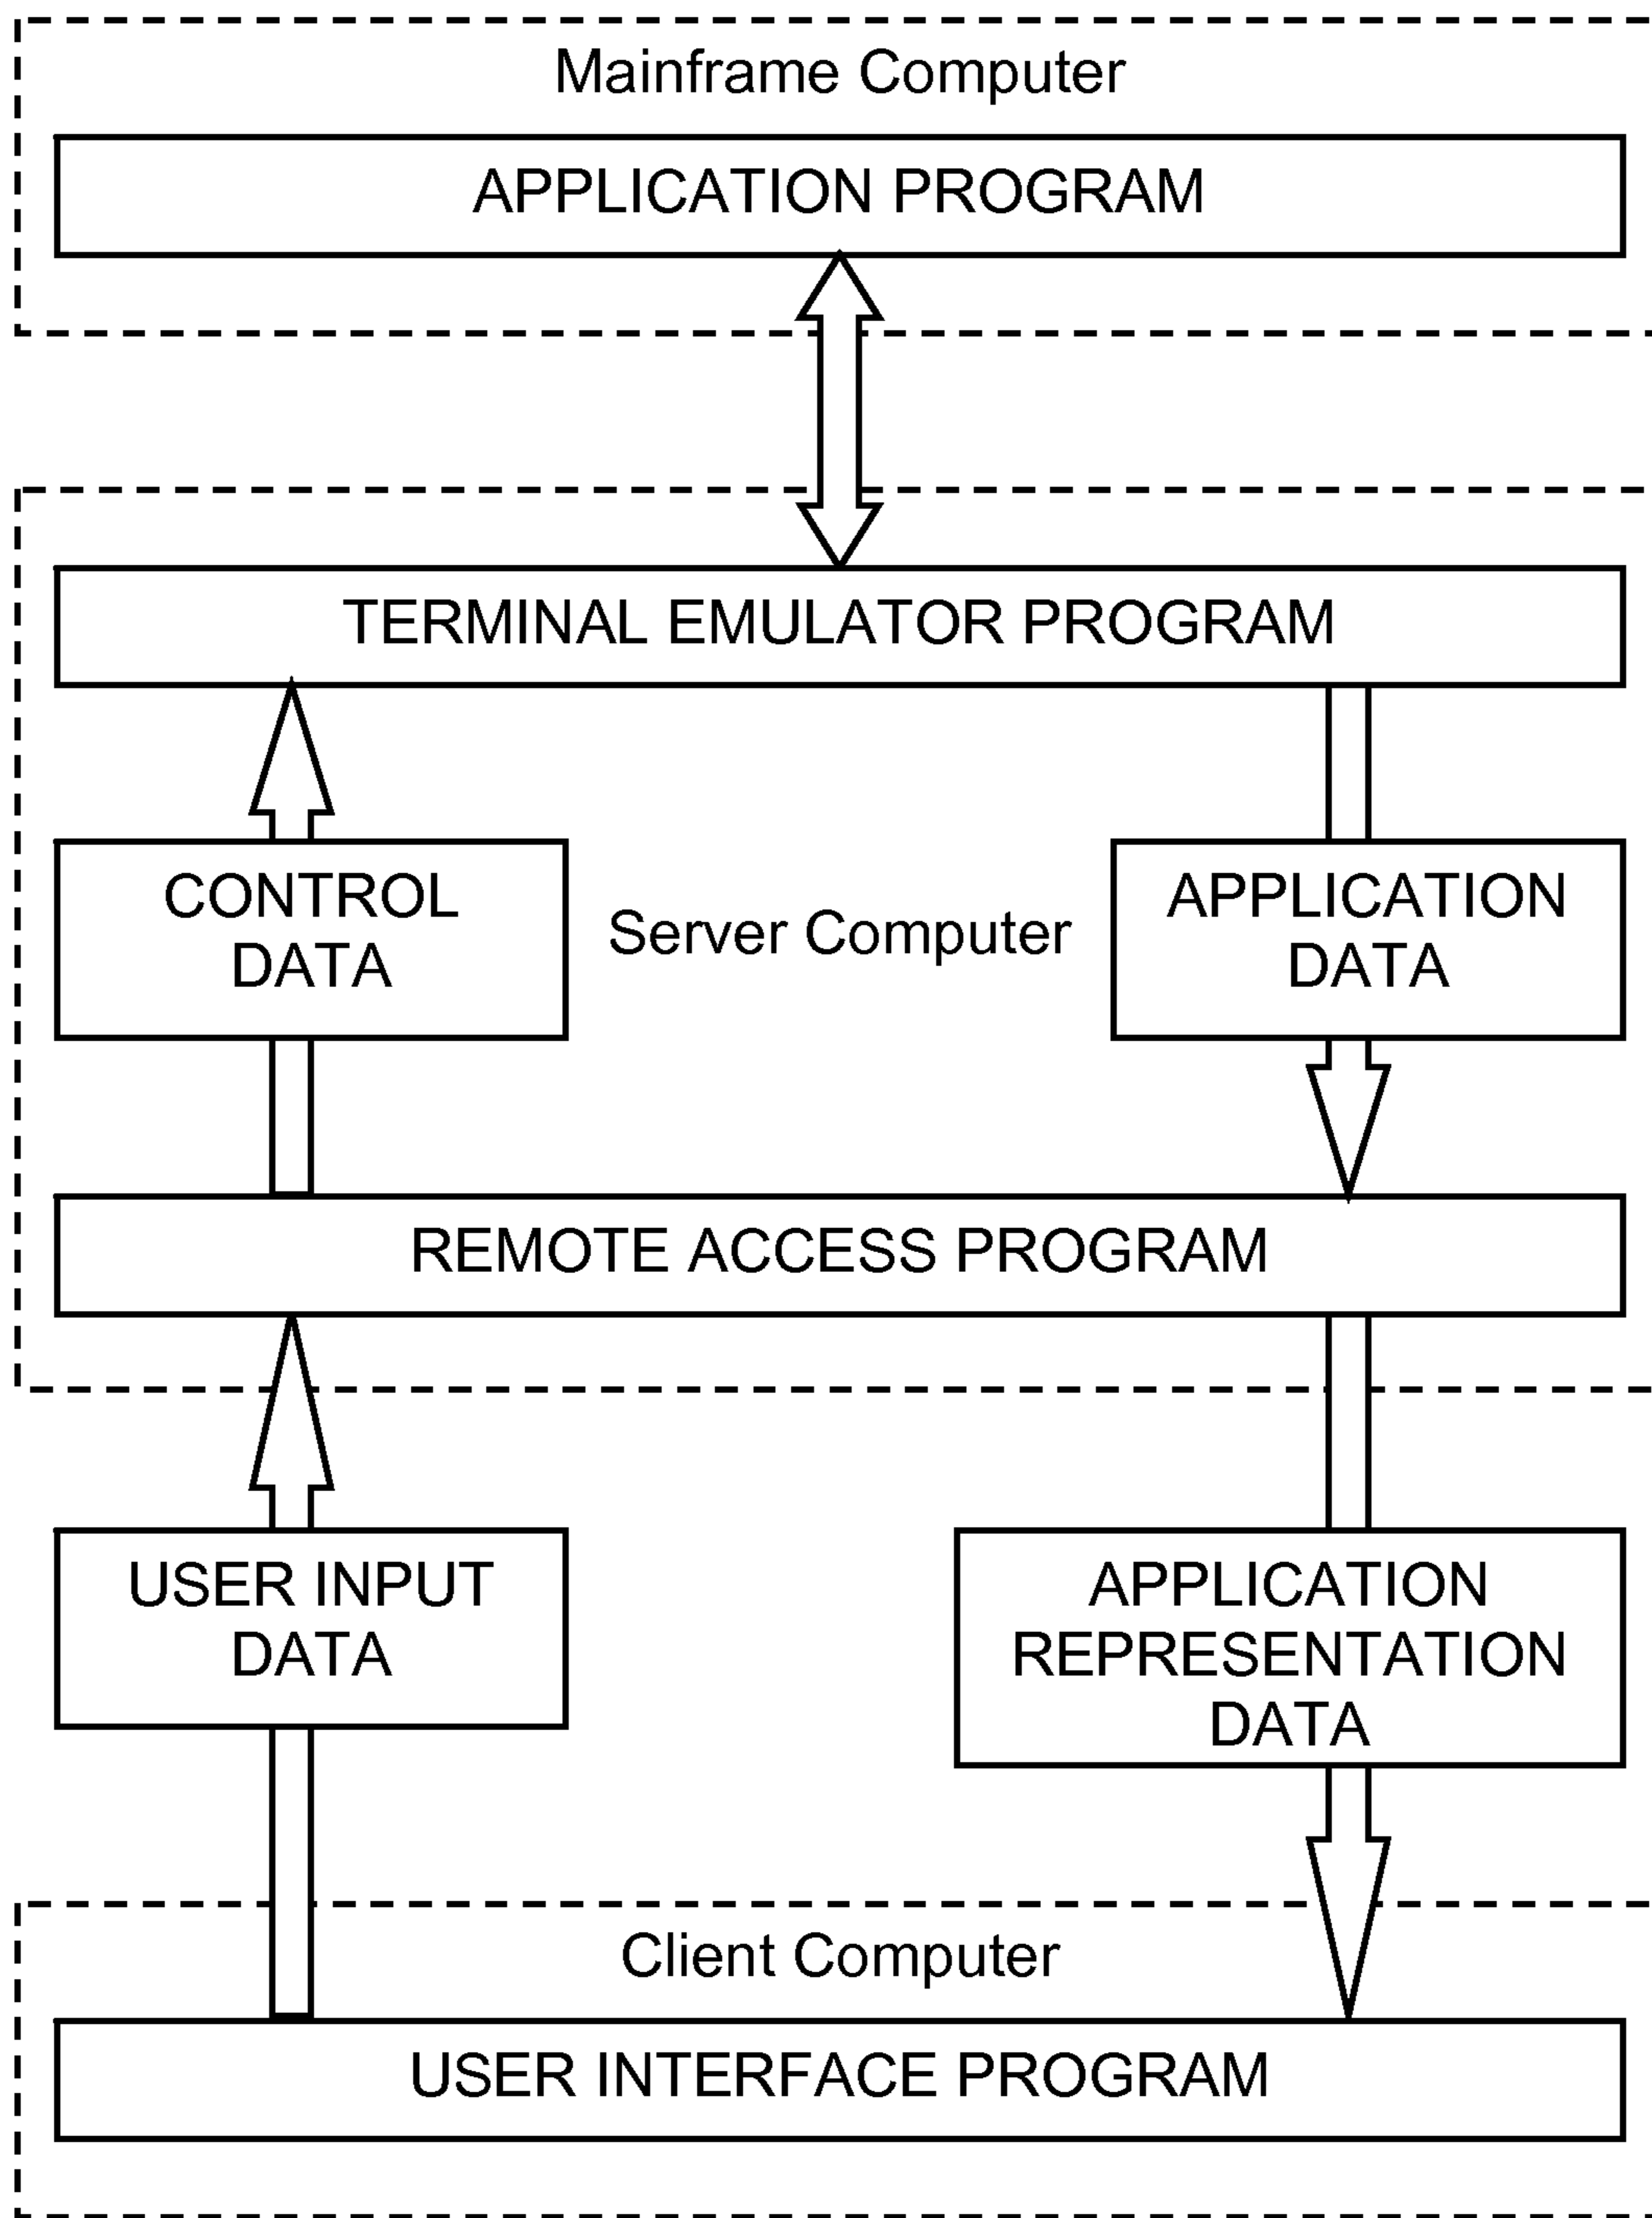 Mainframe Computer
APPLICATION PROGRAM
TERMINAL EMULATOR PROGRAM
CONTROL
DATA
Server Computer
APPLICATION
DATA
REMOTE ACCESS PROGRAM
USER INPUT
DATA
APPLICATION
REPRESENTATION
DATA
Client Computer
USER INTERFACE PROGRAM